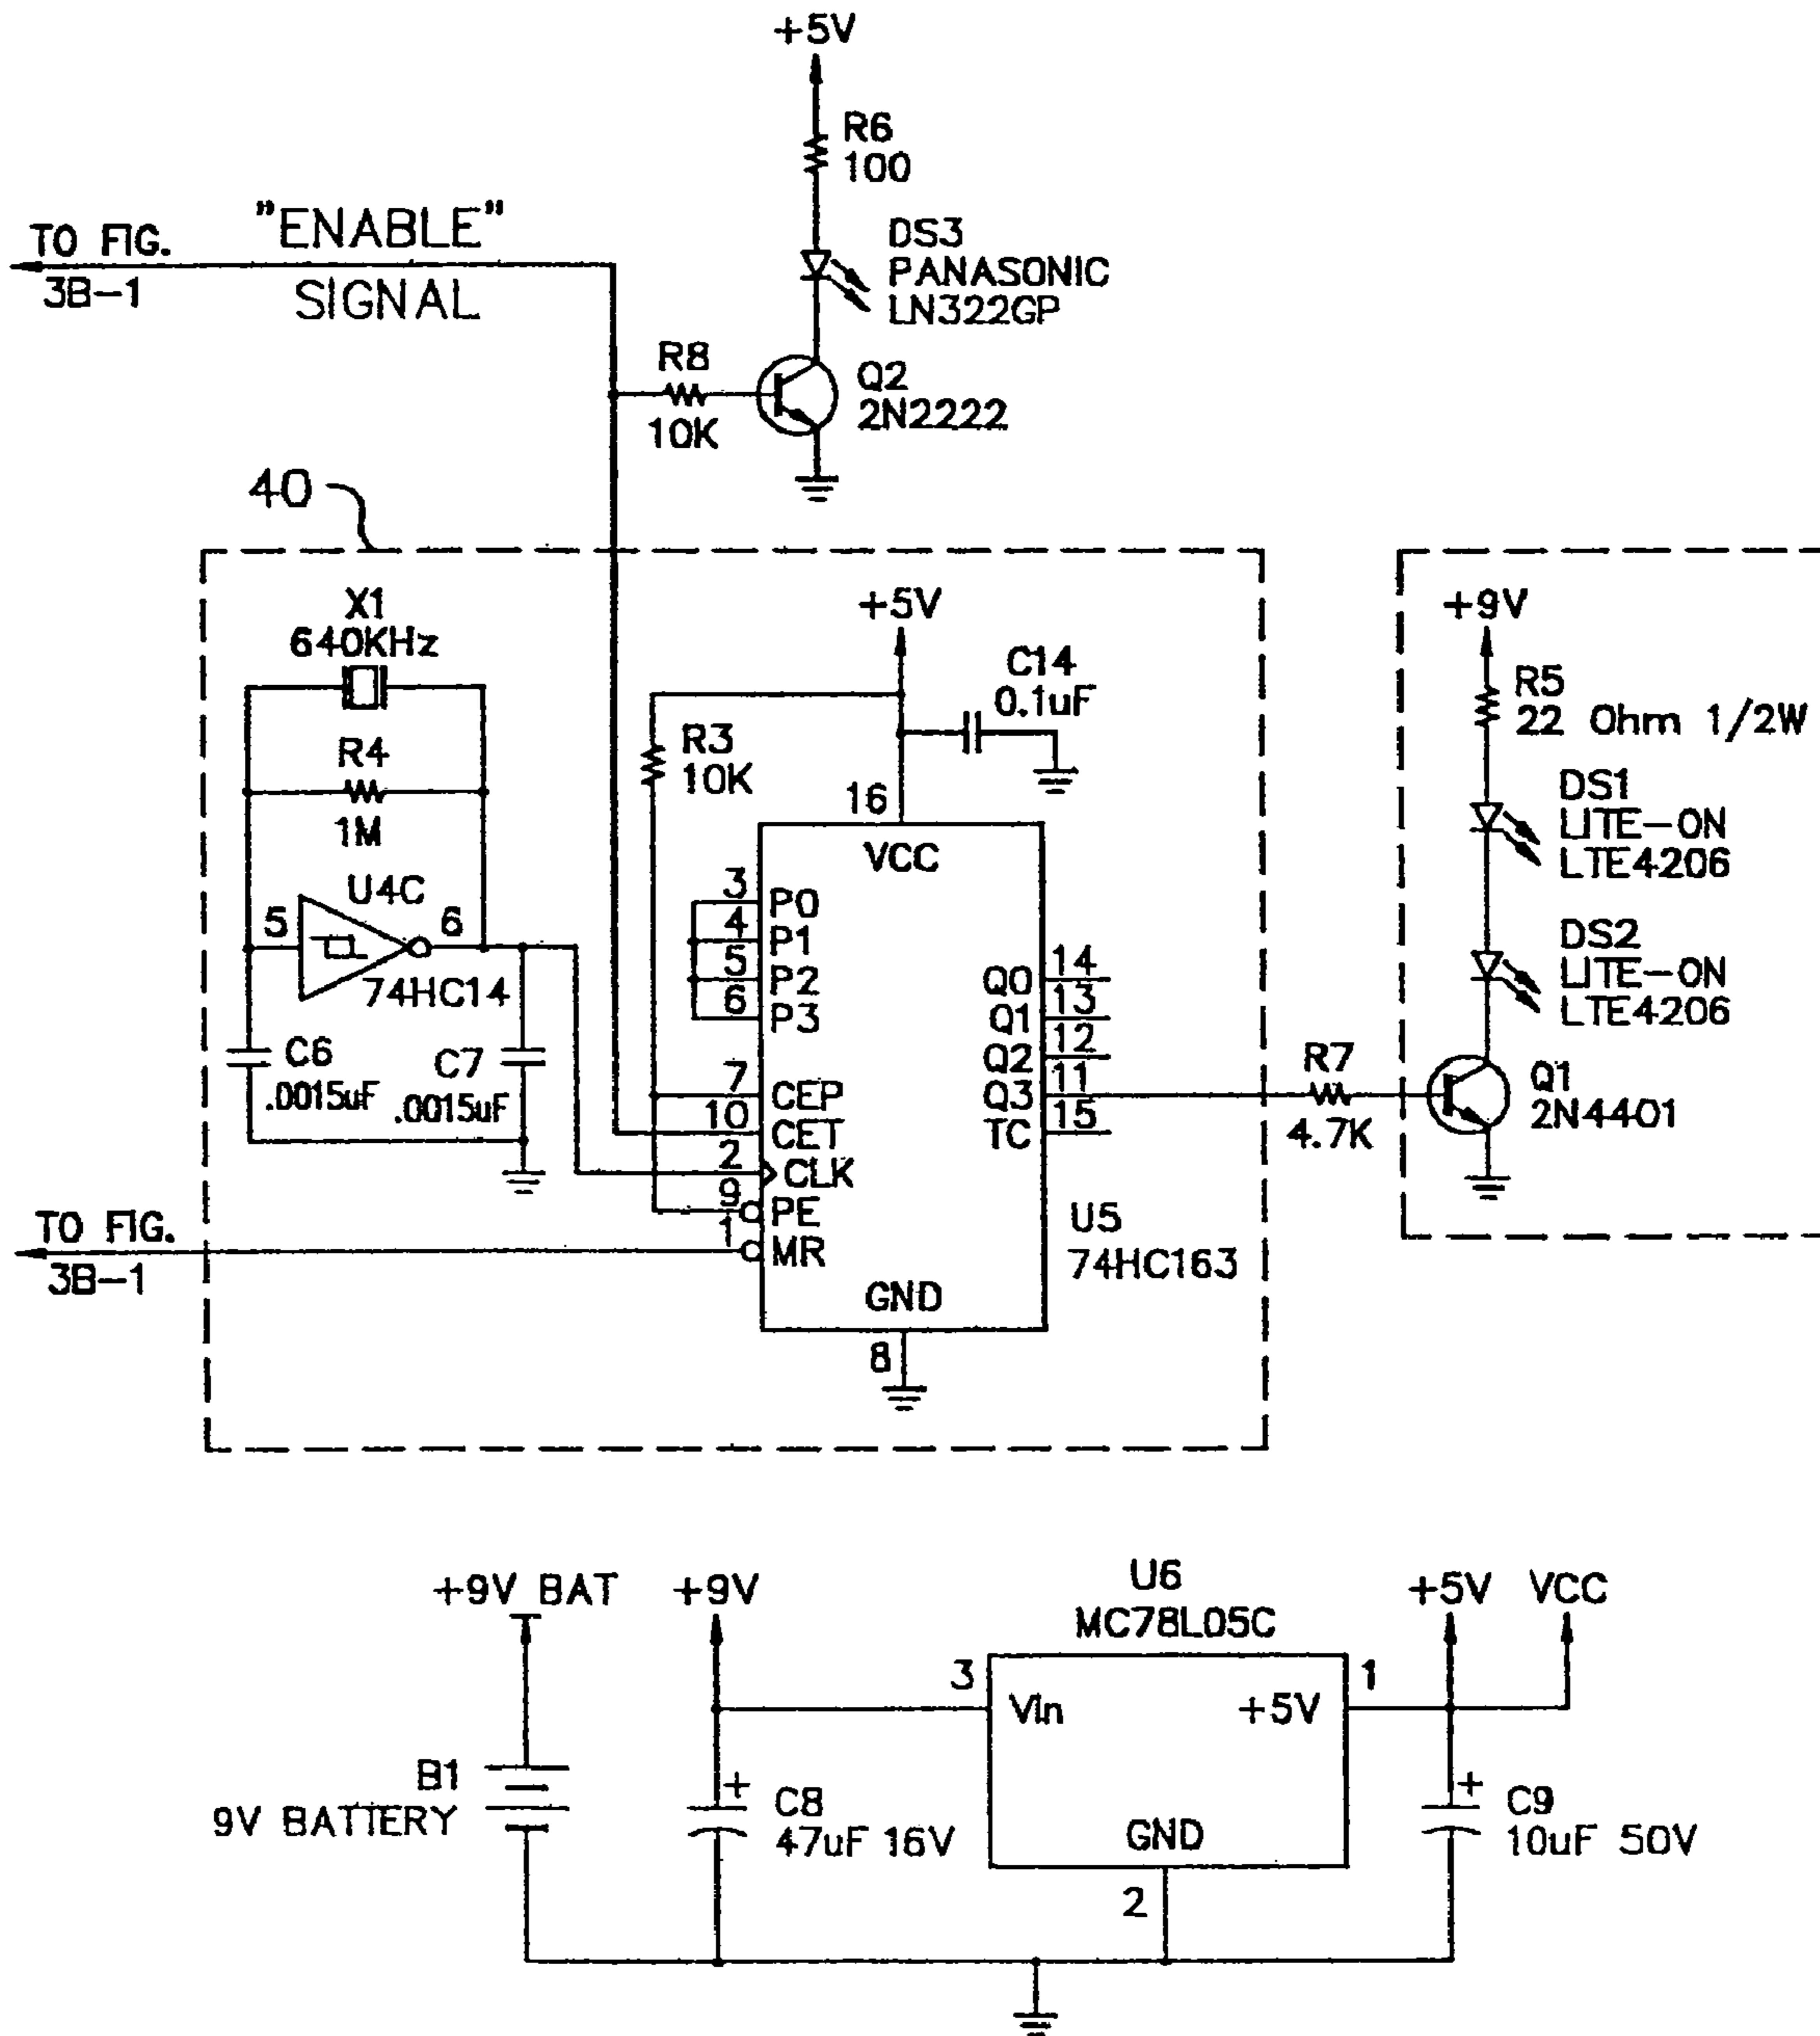 +5V
R6
100
"ENABLE"
SIGNAL
TO FIG.
3B-1
DS3
PANASONIC
LN322GP
R8
10K
Q2
2N2222
40
X1
640KHz
R4
1M
U4C
5
6
74HC14
C6
.0015uF
C7
.0015uF
+5V
C14
0.1uF
R3
10K
16
VCC
3 P0
4 P1
5 P2
6 P3
7 CEP
10 CET
2 CLK
9 PE
1 MR
Q0 14
Q1 13
Q2 12
Q3 11
TC 15
GND
8
U5
74HC163
TO FIG.
3B-1
R7
4.7K
+9V
R5
22 Ohm 1/2W
DS1
LITE-ON
LTE4206
DS2
LITE-ON
LTE4206
Q1
2N4401
+9V BAT
B1
9V BATTERY
+9V
C8
+
47uF 16V
U6
MC78L05C
3
Vin
+5V
1
GND
2
+5V VCC
+
C9
10uF 50V